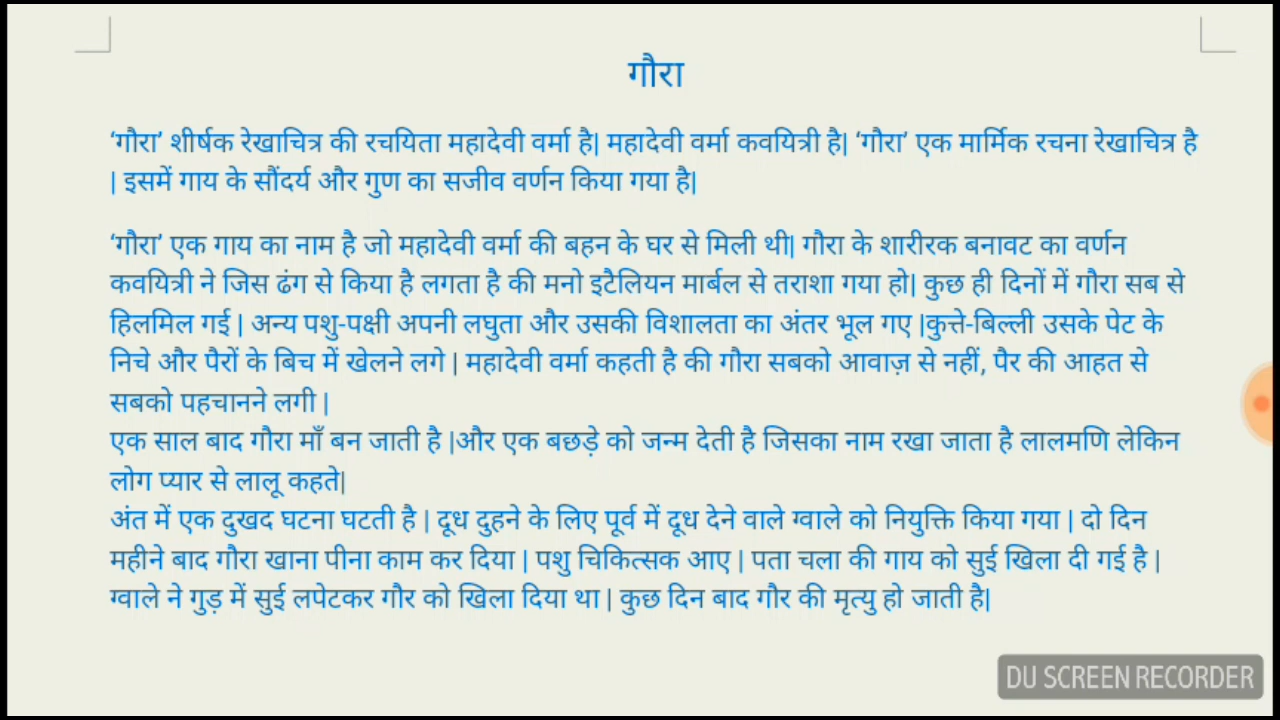 गौरा
‘गौरा’ शीर्षक रेखाचित्र की रचयिता महादेवी वर्मा है| महादेवी वर्मा कवयित्री है| ‘गौरा’ एक मार्मिक रचना रेखाचित्र है
| इसमें गाय के सौंदर्य और गुण का सजीव वर्णन किया गया है|
‘गौरा’ एक गाय का नाम है जो महादेवी वर्मा की बहन के घर से मिली थी| गौरा के शारीरक बनावट का वर्णन
कवयित्री ने जिस ढंग से किया है लगता है की मनो इटैलियन मार्बल से तराशा गया हो| कुछ ही दिनों में गौरा सब से
हिलमिल गई | अन्य पशु-पक्षी अपनी लघुता और उसकी विशालता का अंतर भूल गए |कुत्ते-बिल्ली उसके पेट के
निचे और पैरों के बिच में खेलने लगे | महादेवी वर्मा कहती है की गौरा सबको आवाज़ से नहीं, पैर की आहत से
सबको पहचानने लगी |
एक साल बाद गौरा माँ बन जाती है |और एक बछड़े को जन्म देती है जिसका नाम रखा जाता है लालमणि लेकिन
लोग प्यार से लालू कहते|
अंत में एक दुखद घटना घटती है | दूध दुहने के लिए पूर्व में दूध देने वाले ग्वाले को नियुक्ति किया गया | दो दिन
महीने बाद गौरा खाना पीना काम कर दिया | पशु चिकित्सक आए | पता चला की गाय को सुई खिला दी गई है |
ग्वाले ने गुड़ में सुई लपेटकर गौर को खिला दिया था | कुछ दिन बाद गौर की मृत्यु हो जाती है|
DU SCREEN RECORDER